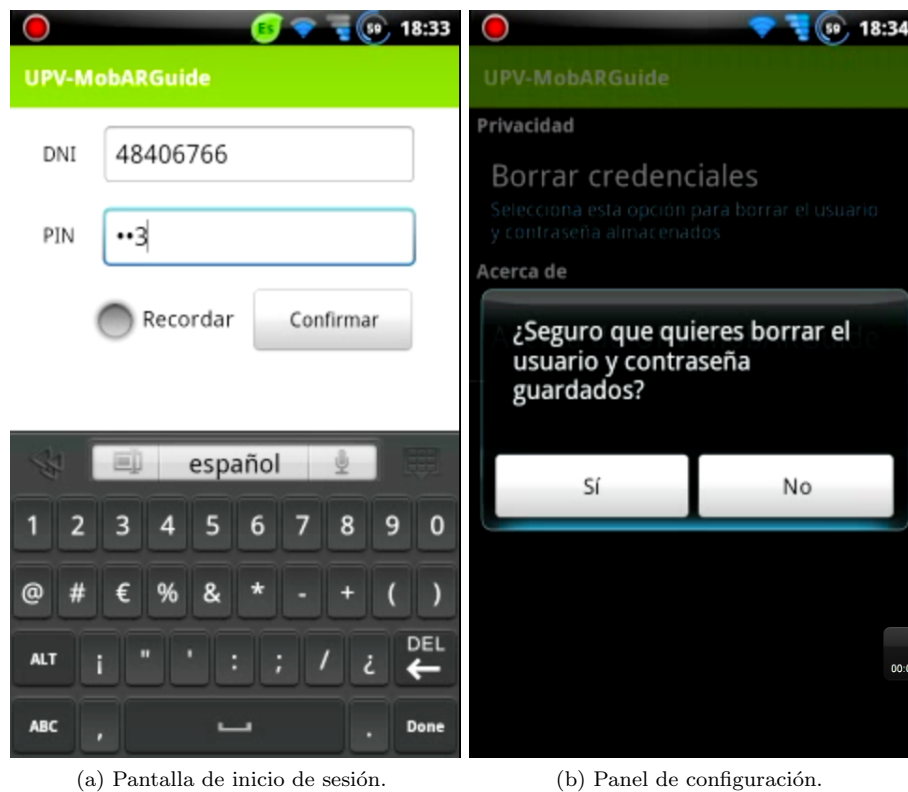 Es 59 18:33
UPV-MobARGuide
DNI 48406766
PIN ••3
Recordar Confirmar
español
1 2 3 4 5 6 7 8 9 0
@ # € % & * - + ( )
ALT ¡ " ' : ; / ¿ DEL
ABC , . Done
(a) Pantalla de inicio de sesión.
59 18:34
UPV-MobARGuide
Privacidad
Borrar credenciales
Selecciona esta opción para borrar el usuario
y contraseña almacenados
Acerca de
¿Seguro que quieres borrar el
usuario y contraseña
guardados?
Sí No
(b) Panel de configuración.